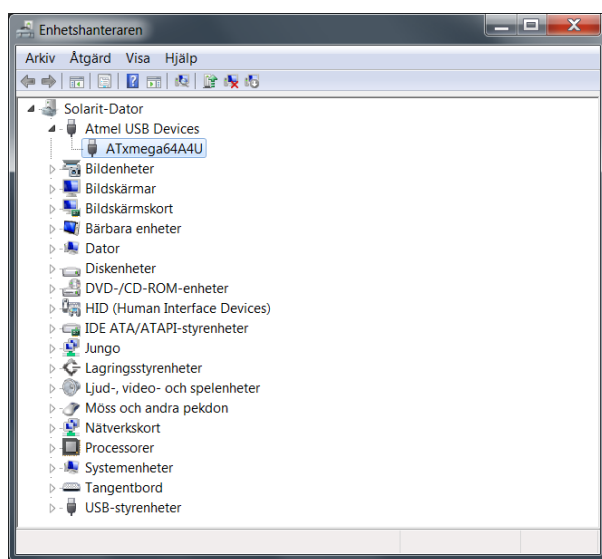 Enhetshanteraren
Arkiv Åtgärd Visa Hjälp
Solarit-Dator
Atmel USB Devices
ATxmega64A4U
Bildenheter
Bildskärmar
Bildskärmskort
Bärbara enheter
Dator
Diskenheter
DVD-/CD-ROM-enheter
HID (Human Interface Devices)
IDE ATA/ATAPI-styrenheter
Jungo
Lagringsstyrenheter
Ljud-, video- och spelenheter
Möss och andra pekdon
Nätverkskort
Processorer
Systemenheter
Tangentbord
USB-styrenheter